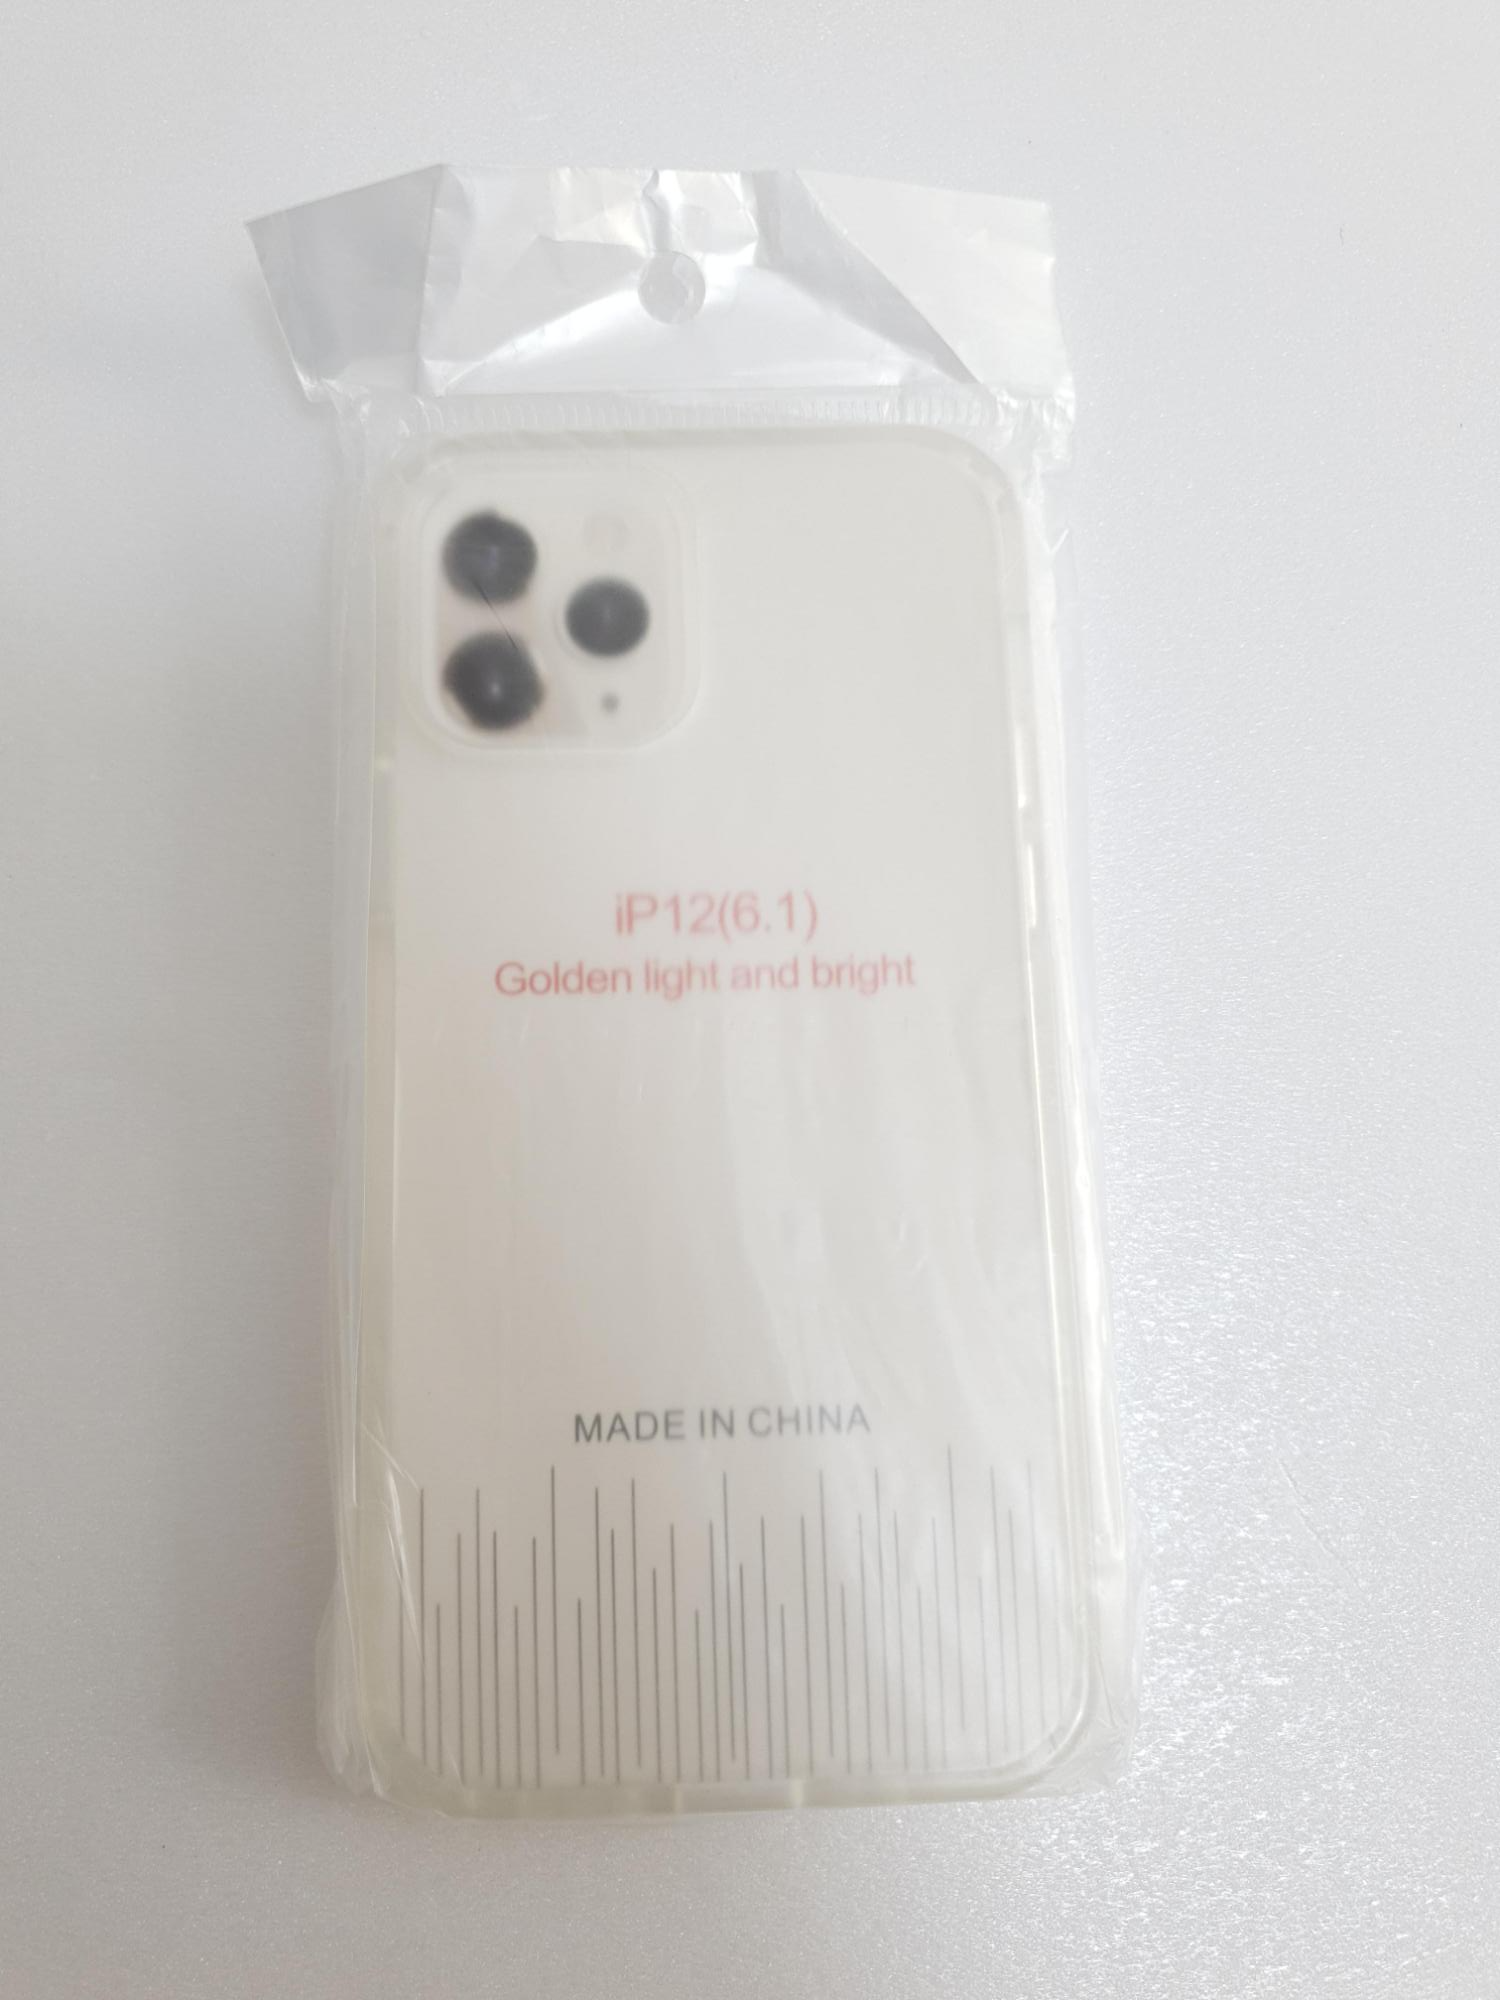 iP12(6.1)
Golden light and bright
MADE IN CHINA